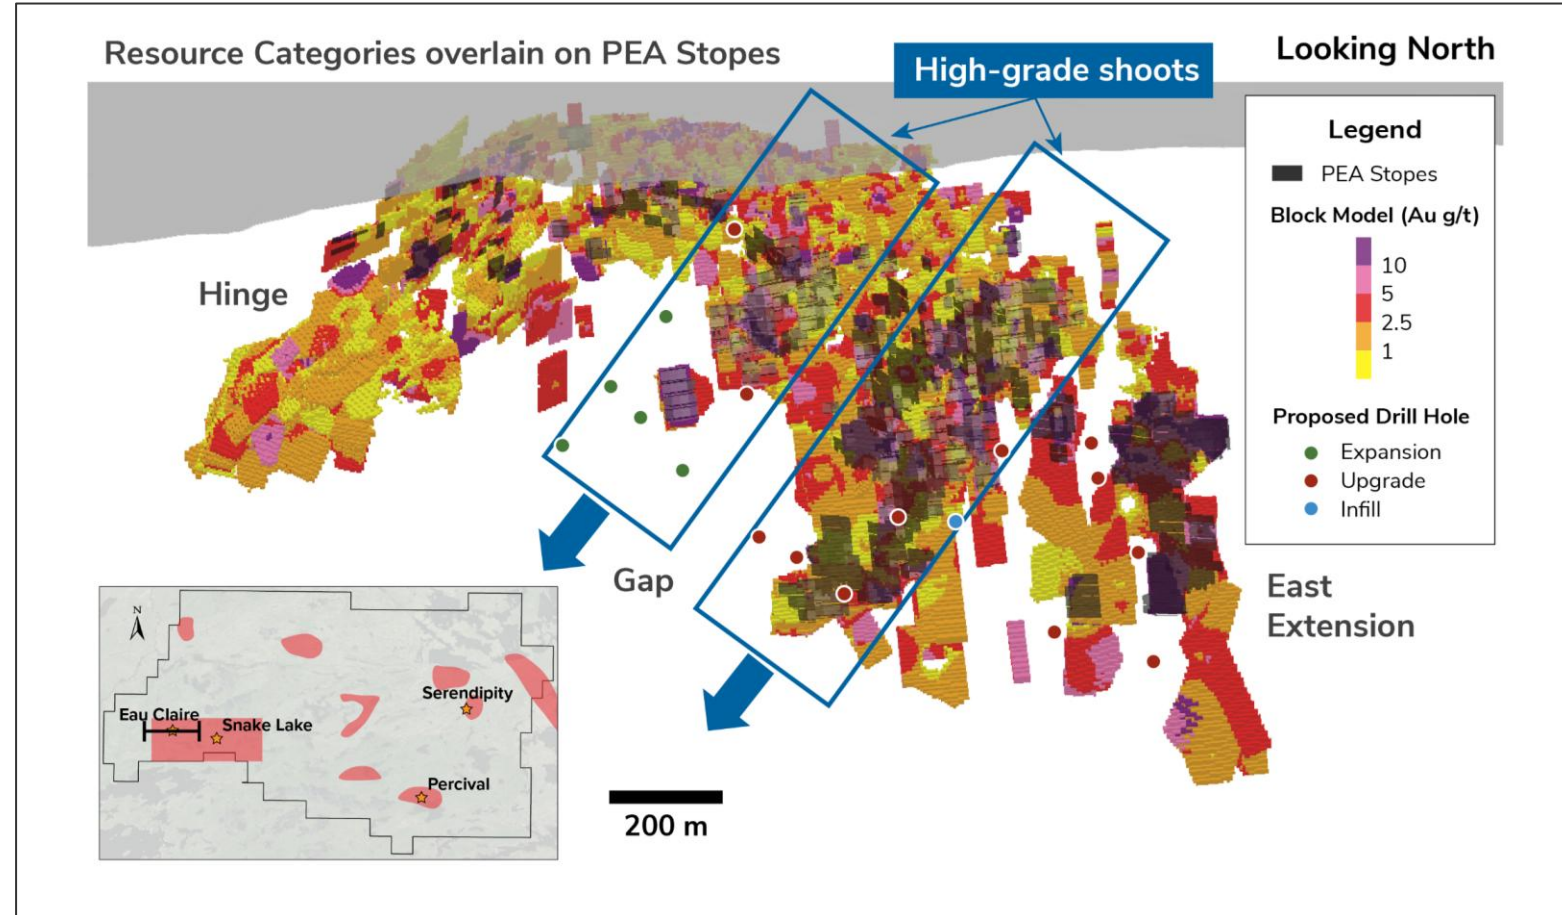 Resource Categories overlain on PEA Stopes
High-grade shoots
Looking North
Legend
PEA Stopes
Block Model (Au g/t)
10
5
2.5
1
Proposed Drill Hole
Expansion
Upgrade
Infill
Hinge
Gap
East
Extension
N
Eau Claire
Snake Lake
Serendipity
Percival
200 m